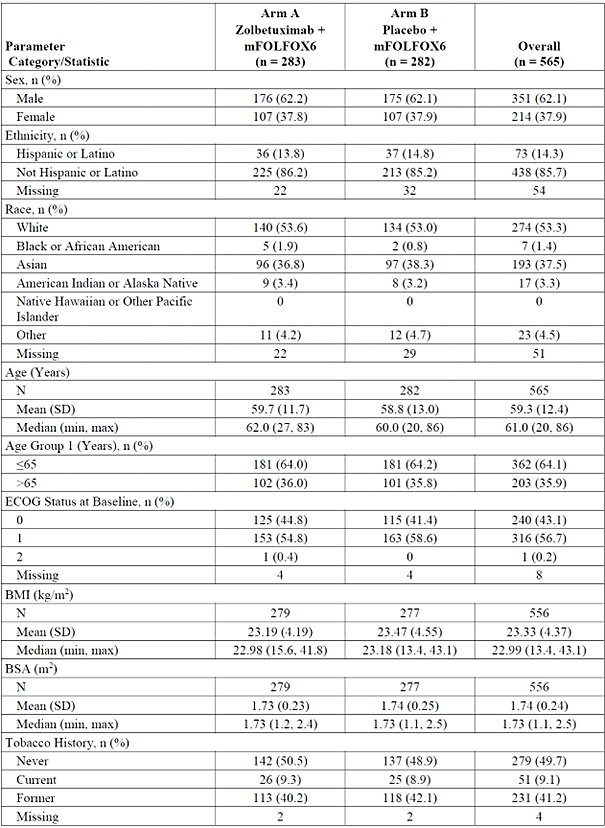 Parameter
Category/Statistic
Arm A
Zolbetuximab +
mFOLFOX6
(n = 283)
Arm B
Placebo +
mFOLFOX6
(n = 282)
Overall
(n = 565)
Sex, n (%)
Male 176 (62.2) 175 (62.1) 351 (62.1)
Female 107 (37.8) 107 (37.9) 214 (37.9)
Ethnicity, n (%)
Hispanic or Latino 36 (13.8) 37 (14.8) 73 (14.3)
Not Hispanic or Latino 225 (86.2) 213 (85.2) 438 (85.7)
Missing 22 32 54
Race, n (%)
White 140 (53.6) 134 (53.0) 274 (53.3)
Black or African American 5 (1.9) 2 (0.8) 7 (1.4)
Asian 96 (36.8) 97 (38.3) 193 (37.5)
American Indian or Alaska Native 9 (3.4) 8 (3.2) 17 (3.3)
Native Hawaiian or Other Pacific
Islander 0 0 0
Other 11 (4.2) 12 (4.7) 23 (4.5)
Missing 22 29 51
Age (Years)
N 283 282 565
Mean (SD) 59.7 (11.7) 58.8 (13.0) 59.3 (12.4)
Median (min, max) 62.0 (27, 83) 60.0 (20, 86) 61.0 (20, 86)
Age Group 1 (Years), n (%)
≤65 181 (64.0) 181 (64.2) 362 (64.1)
>65 102 (36.0) 101 (35.8) 203 (35.9)
ECOG Status at Baseline, n (%)
0 125 (44.8) 115 (41.4) 240 (43.1)
1 153 (54.8) 163 (58.6) 316 (56.7)
2 1 (0.4) 0 1 (0.2)
Missing 4 4 8
BMI (kg/m²)
N 279 277 556
Mean (SD) 23.19 (4.19) 23.47 (4.55) 23.33 (4.37)
Median (min, max) 22.98 (15.6, 41.8) 23.18 (13.4, 43.1) 22.99 (13.4, 43.1)
BSA (m²)
N 279 277 556
Mean (SD) 1.73 (0.23) 1.74 (0.25) 1.74 (0.24)
Median (min, max) 1.73 (1.2, 2.4) 1.73 (1.1, 2.5) 1.73 (1.1, 2.5)
Tobacco History, n (%)
Never 142 (50.5) 137 (48.9) 279 (49.7)
Current 26 (9.3) 25 (8.9) 51 (9.1)
Former 113 (40.2) 118 (42.1) 231 (41.2)
Missing 2 2 4